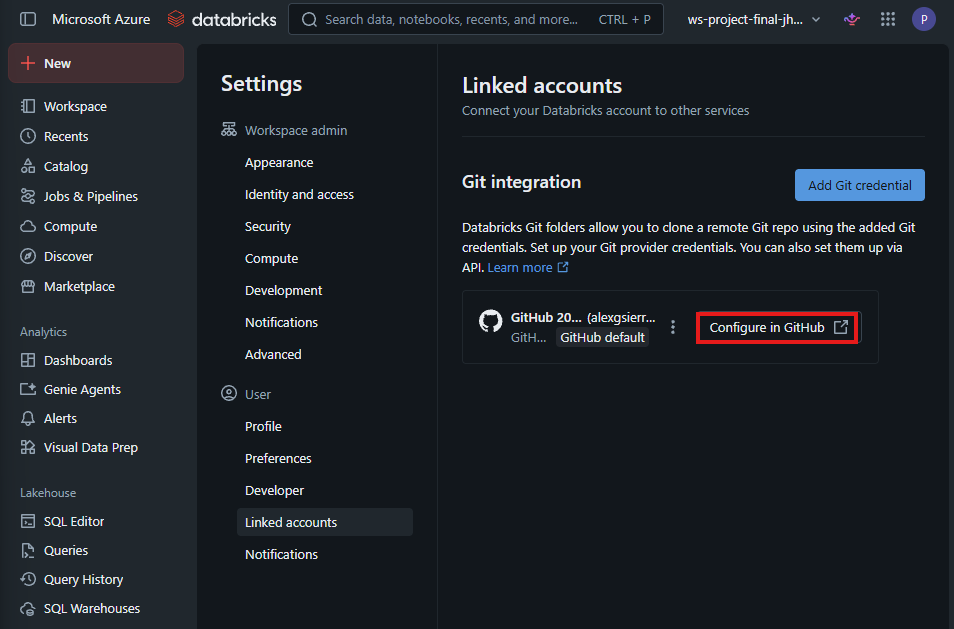 Microsoft Azure
databricks
Search data, notebooks, recents, and more...
CTRL + P
ws-project-final-jh...
P
New
Workspace
Recents
Catalog
Jobs & Pipelines
Compute
Discover
Marketplace
Analytics
Dashboards
Genie Agents
Alerts
Visual Data Prep
Lakehouse
SQL Editor
Queries
Query History
SQL Warehouses
Settings
Workspace admin
Appearance
Identity and access
Security
Compute
Development
Notifications
Advanced
User
Profile
Preferences
Developer
Linked accounts
Notifications
Linked accounts
Connect your Databricks account to other services
Git integration
Add Git credential
Databricks Git folders allow you to clone a remote Git repo using the added Git
credentials. Set up your Git provider credentials. You can also set them up via
API. Learn more
GitHub 20... (alexgsierr...
GitH... GitHub default
Configure in GitHub